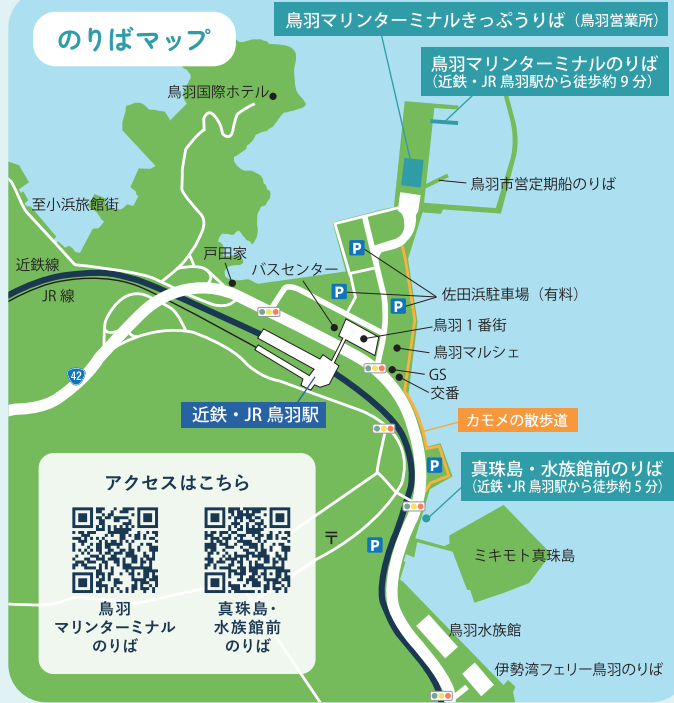 のりばマップ
鳥羽マリンターミナルきっぷうりば（鳥羽営業所）
鳥羽マリンターミナルのりば
（近鉄・JR 鳥羽駅から徒歩約9分）
鳥羽国際ホテル
鳥羽市営定期船のりば
至小浜旅館街
戸田家
バスセンター
近鉄線
JR 線
P
P
P
佐田浜駐車場（有料）
鳥羽1番街
鳥羽マルシェ
GS
交番
42
近鉄・JR 鳥羽駅
カモメの散歩道
P
真珠島・水族館前のりば
（近鉄・JR 鳥羽駅から徒歩約5分）
アクセスはこちら
鳥羽
マリンターミナル
のりば
真珠島・
水族館前
のりば
〒
P
ミキモト真珠島
鳥羽水族館
伊勢湾フェリー鳥羽のりば